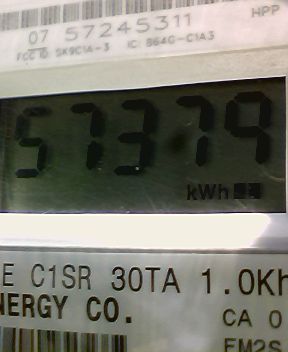 HPP
07 57245311
FCC ID: SK9C1A-3 IC: 864G-C1A3
57379
kWh
E C1SR 30TA 1.0Kh
NERGY CO.
CA 0
EM2S